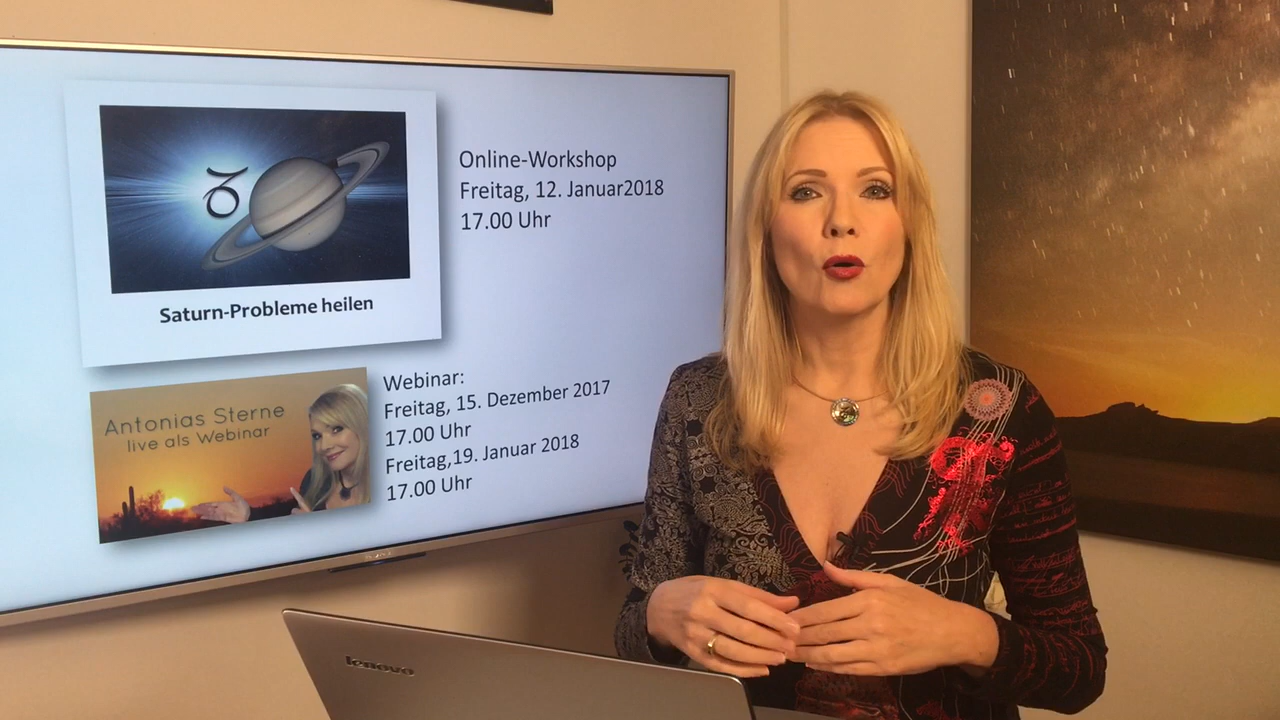 Online-Workshop
Freitag, 12. Januar2018
17.00 Uhr
Saturn-Probleme heilen
Antonias Sterne
live als Webinar
Webinar:
Freitag, 15. Dezember 2017
17.00 Uhr
Freitag,19. Januar 2018
17.00 Uhr
SONY
lenovo